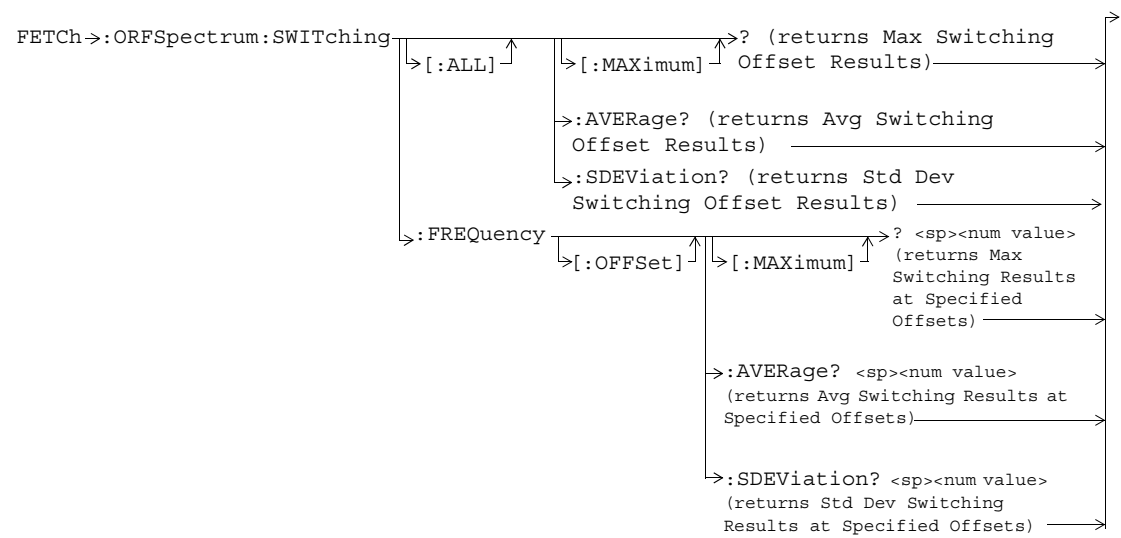 FETCh:ORFSpectrum:SWITching
[:ALL]
[:MAXimum]
? (returns Max Switching
Offset Results)
:AVERage? (returns Avg Switching
Offset Results)
:SDEViation? (returns Std Dev
Switching Offset Results)
:FREQuency
[:OFFSet]
[:MAXimum]
? <sp><num value>
(returns Max
Switching Results
at Specified
Offsets)
:AVERage? <sp><num value>
(returns Avg Switching Results at
Specified Offsets)
:SDEViation? <sp><num value>
(returns Std Dev Switching
Results at Specified Offsets)